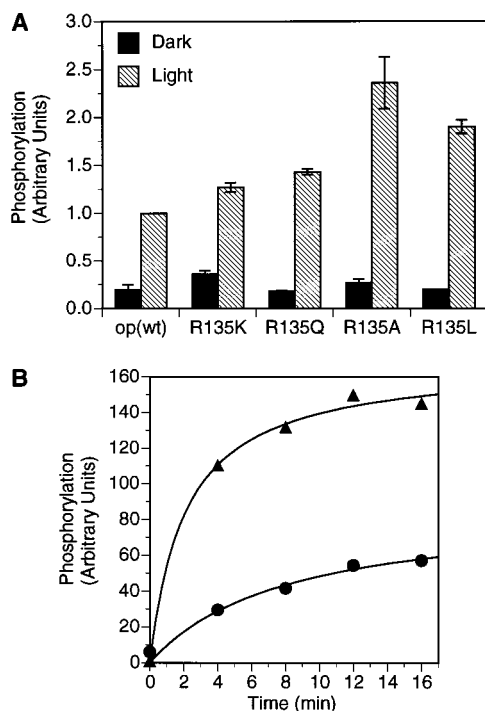 A
Dark
Light
Phosphorylation
(Arbitrary Units)
3.0
2.5
2.0
1.5
1.0
0.5
0.0
op(wt)
R135K
R135Q
R135A
R135L
B
Phosphorylation
(Arbitrary Units)
160
140
120
100
80
60
40
20
0
0
2
4
6
8
10
12
14
16
Time (min)